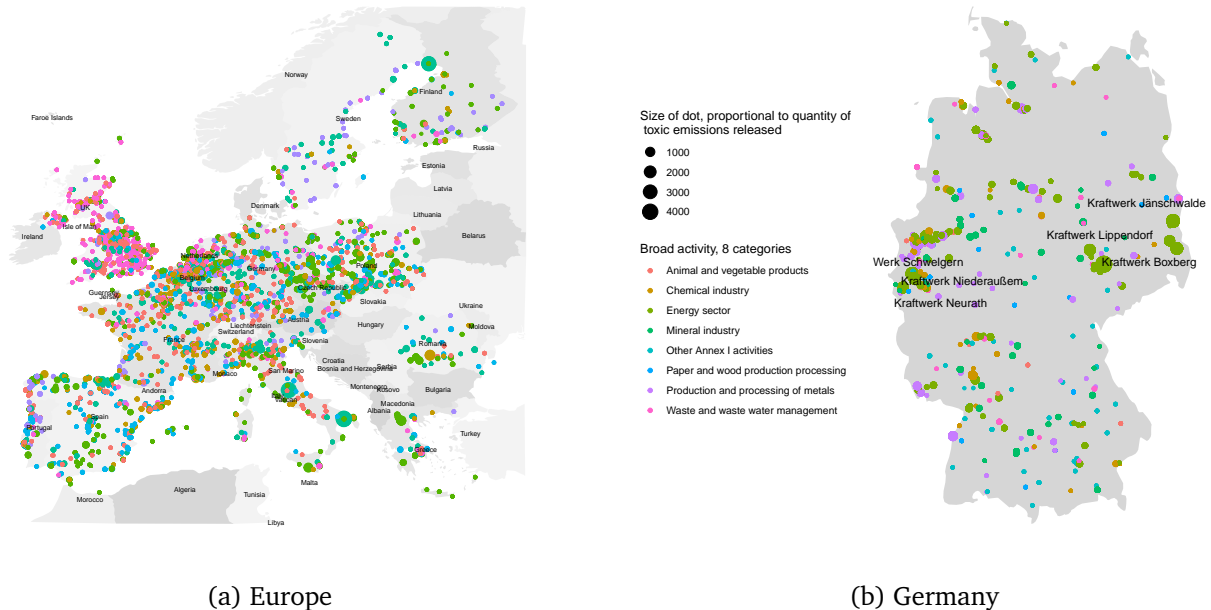 Norway
Faroe Islands
Finland
Sweden
Russia
Estonia
Latvia
Denmark
Lithuania
UK
Isle of Man
Ireland
Belarus
Netherlands
Germany
Poland
Belgium
Luxembourg
Czech Republic
Guernsey
Jersey
Slovakia
Ukraine
Austria
Liechtenstein
Switzerland
Hungary
Moldova
France
Slovenia
Romania
Croatia
San Marino
Bosnia and Herzegovina
Serbia
Monaco
Montenegro
Kosovo
Bulgaria
Andorra
Vatican
Macedonia
Albania
Spain
Portugal
Turkey
Greece
Malta
Algeria
Tunisia
Morocco
Libya
(a) Europe
Size of dot, proportional to quantity of
toxic emissions released
1000
2000
3000
4000
Broad activity, 8 categories
Animal and vegetable products
Chemical industry
Energy sector
Mineral industry
Other Annex I activities
Paper and wood production processing
Production and processing of metals
Waste and waste water management
Kraftwerk Jänschwalde
Kraftwerk Lippendorf
Werk Schwelgern
Kraftwerk Boxberg
Kraftwerk Niederaußem
Kraftwerk Neurath
(b) Germany